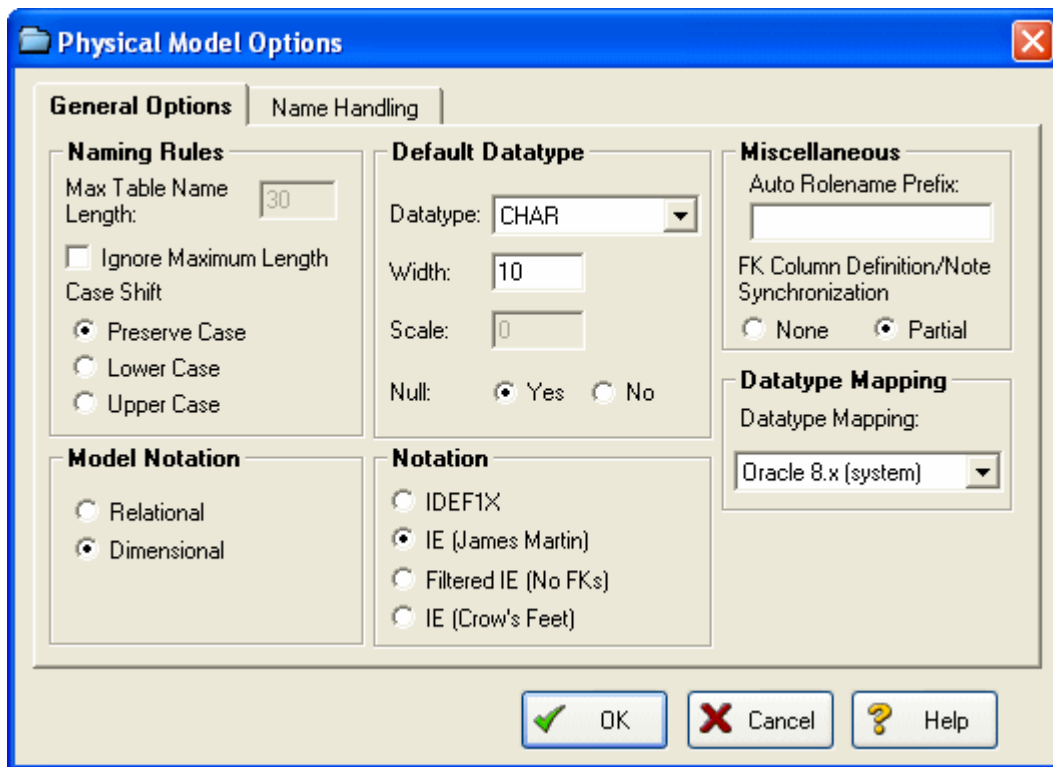 Physical Model Options
General Options
Name Handling
Naming Rules
Max Table Name
Length:
30
Ignore Maximum Length
Case Shift
Preserve Case
Lower Case
Upper Case
Default Datatype
Datatype:
CHAR
Width:
10
Scale:
0
Null:
Yes
No
Miscellaneous
Auto Rolename Prefix:
FK Column Definition/Note
Synchronization
None
Partial
Datatype Mapping
Datatype Mapping:
Oracle 8.x (system)
Model Notation
Relational
Dimensional
Notation
IDEF1X
IE (James Martin)
Filtered IE (No FKs)
IE (Crow's Feet)
OK
Cancel
Help